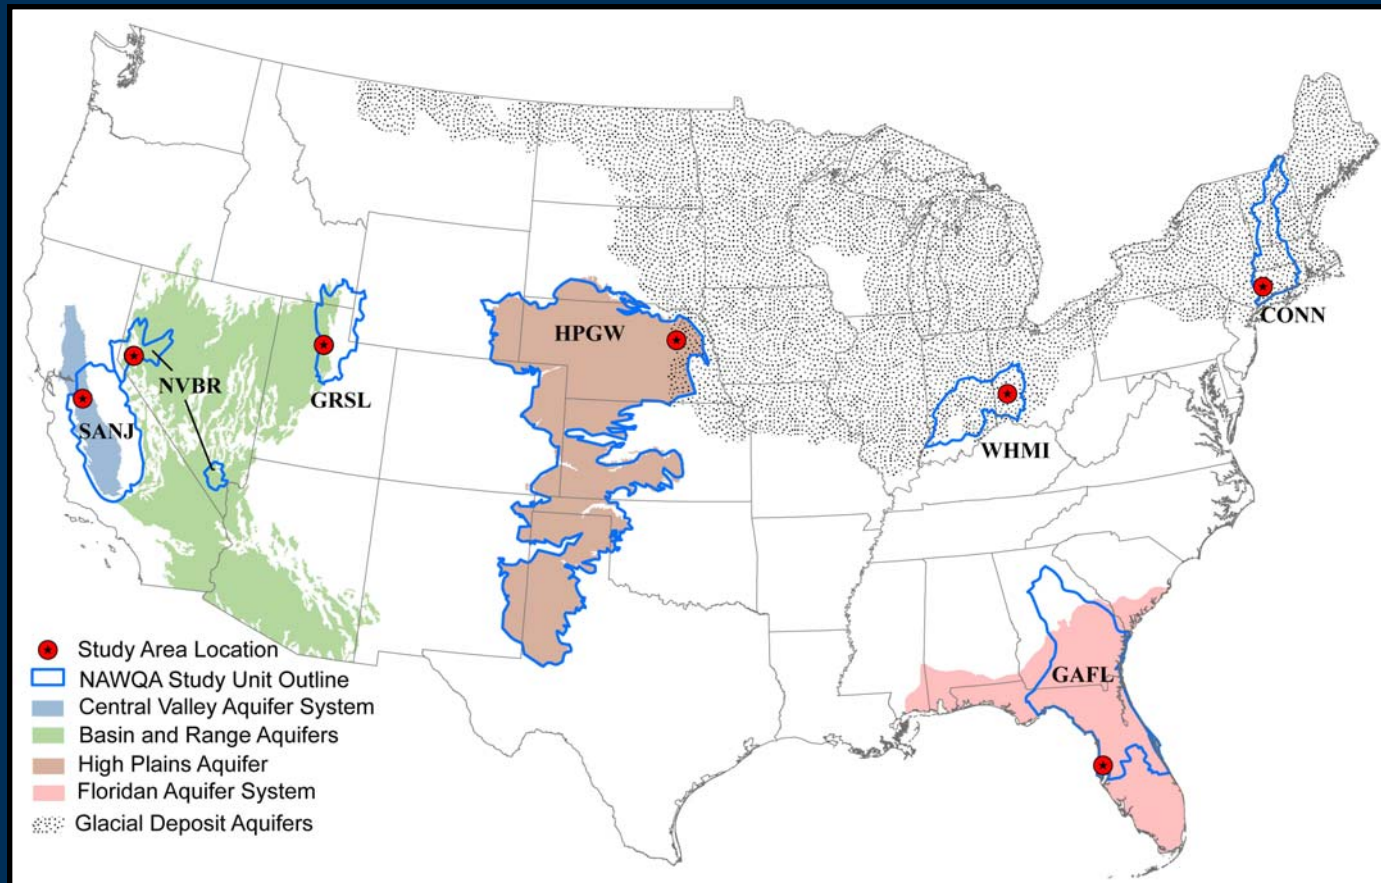 HPGW
CONN
NVBR
GRSL
SANJ
WHMI
GAFL
Study Area Location
NAWQA Study Unit Outline
Central Valley Aquifer System
Basin and Range Aquifers
High Plains Aquifer
Floridan Aquifer System
Glacial Deposit Aquifers